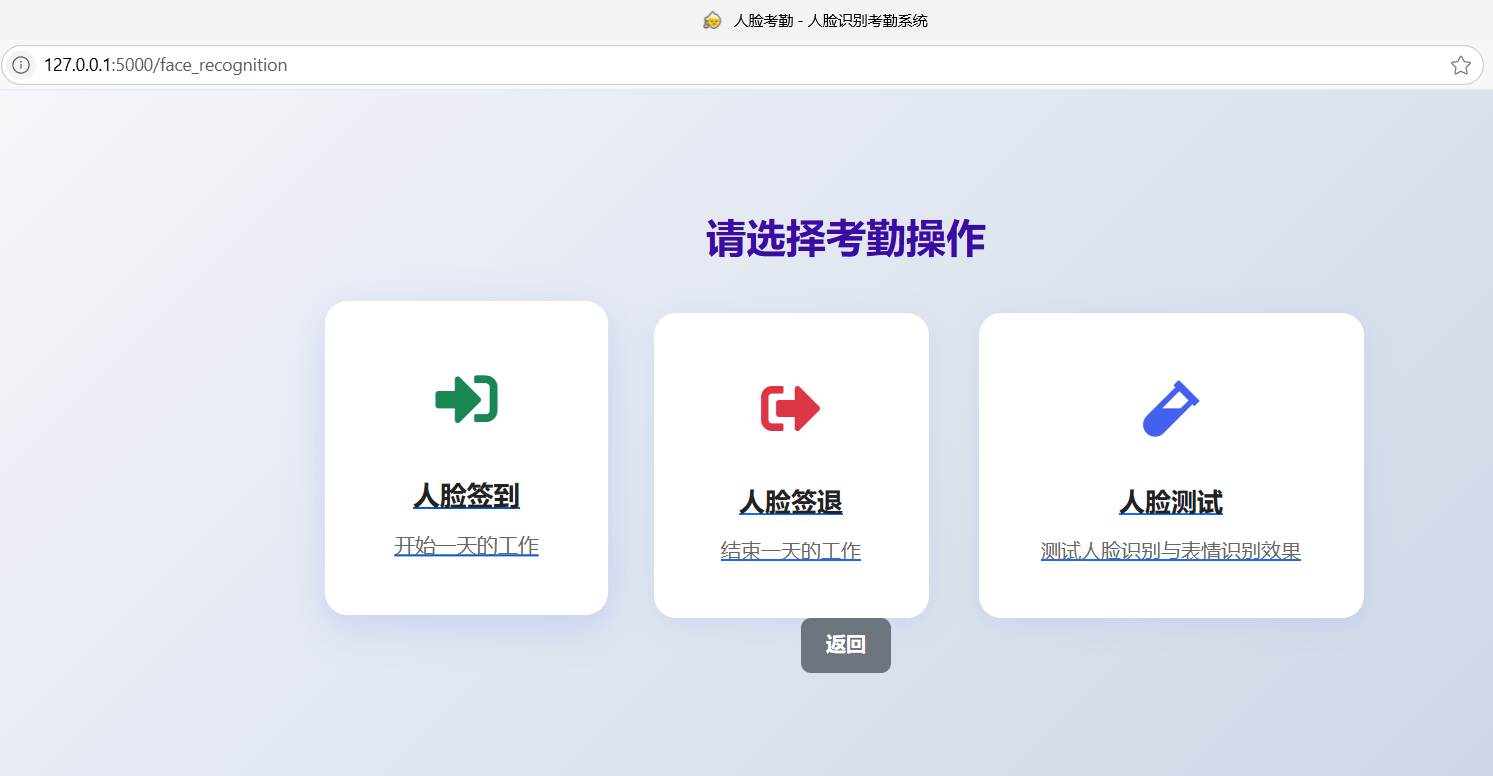 人脸考勤 - 人脸识别考勤系统
127.0.0.1:5000/face_recognition
请选择考勤操作
人脸签到
开始一天的工作
人脸签退
结束一天的工作
人脸测试
测试人脸识别与表情识别效果
返回